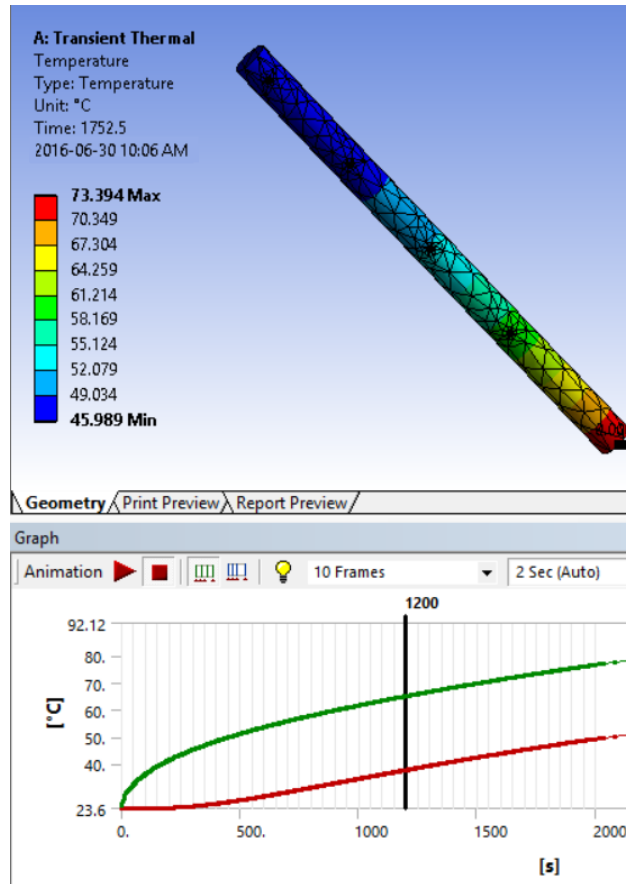 A: Transient Thermal
Temperature
Type: Temperature
Unit: °C
Time: 1752.5
2016-06-30 10:06 AM
73.394 Max
70.349
67.304
64.259
61.214
58.169
55.124
52.079
49.034
45.989 Min
Geometry Print Preview Report Preview
Graph
Animation 10 Frames 2 Sec (Auto)
1200
92.12
80.
70.
60.
50.
40.
23.6
[°C]
0. 500. 1000 1500 2000
[s]